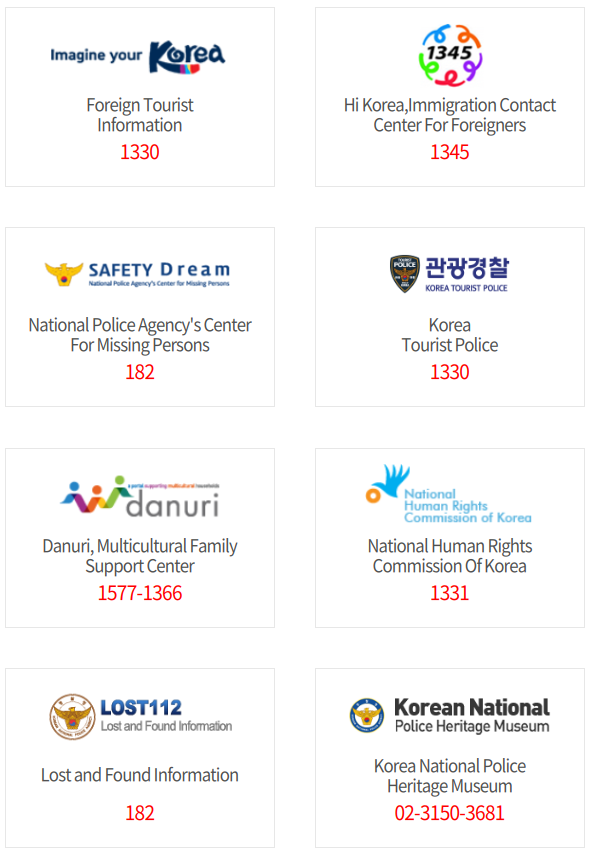 Imagine your Korea
Foreign Tourist
Information
1330
1345
Hi Korea,Immigration Contact
Center For Foreigners
1345
SAFETY Dream
National Police Agency's Center for Missing Persons
National Police Agency's Center
For Missing Persons
182
TOURIST
POLICE
관광경찰
KOREA TOURIST POLICE
Korea
Tourist Police
1330
a portal supporting multicultural households
danuri
Danuri, Multicultural Family
Support Center
1577-1366
National
Human Rights
Commission of Korea
National Human Rights
Commission Of Korea
1331
LOST112
Lost and Found Information
Lost and Found Information
182
Korean National
Police Heritage Museum
Korea National Police
Heritage Museum
02-3150-3681